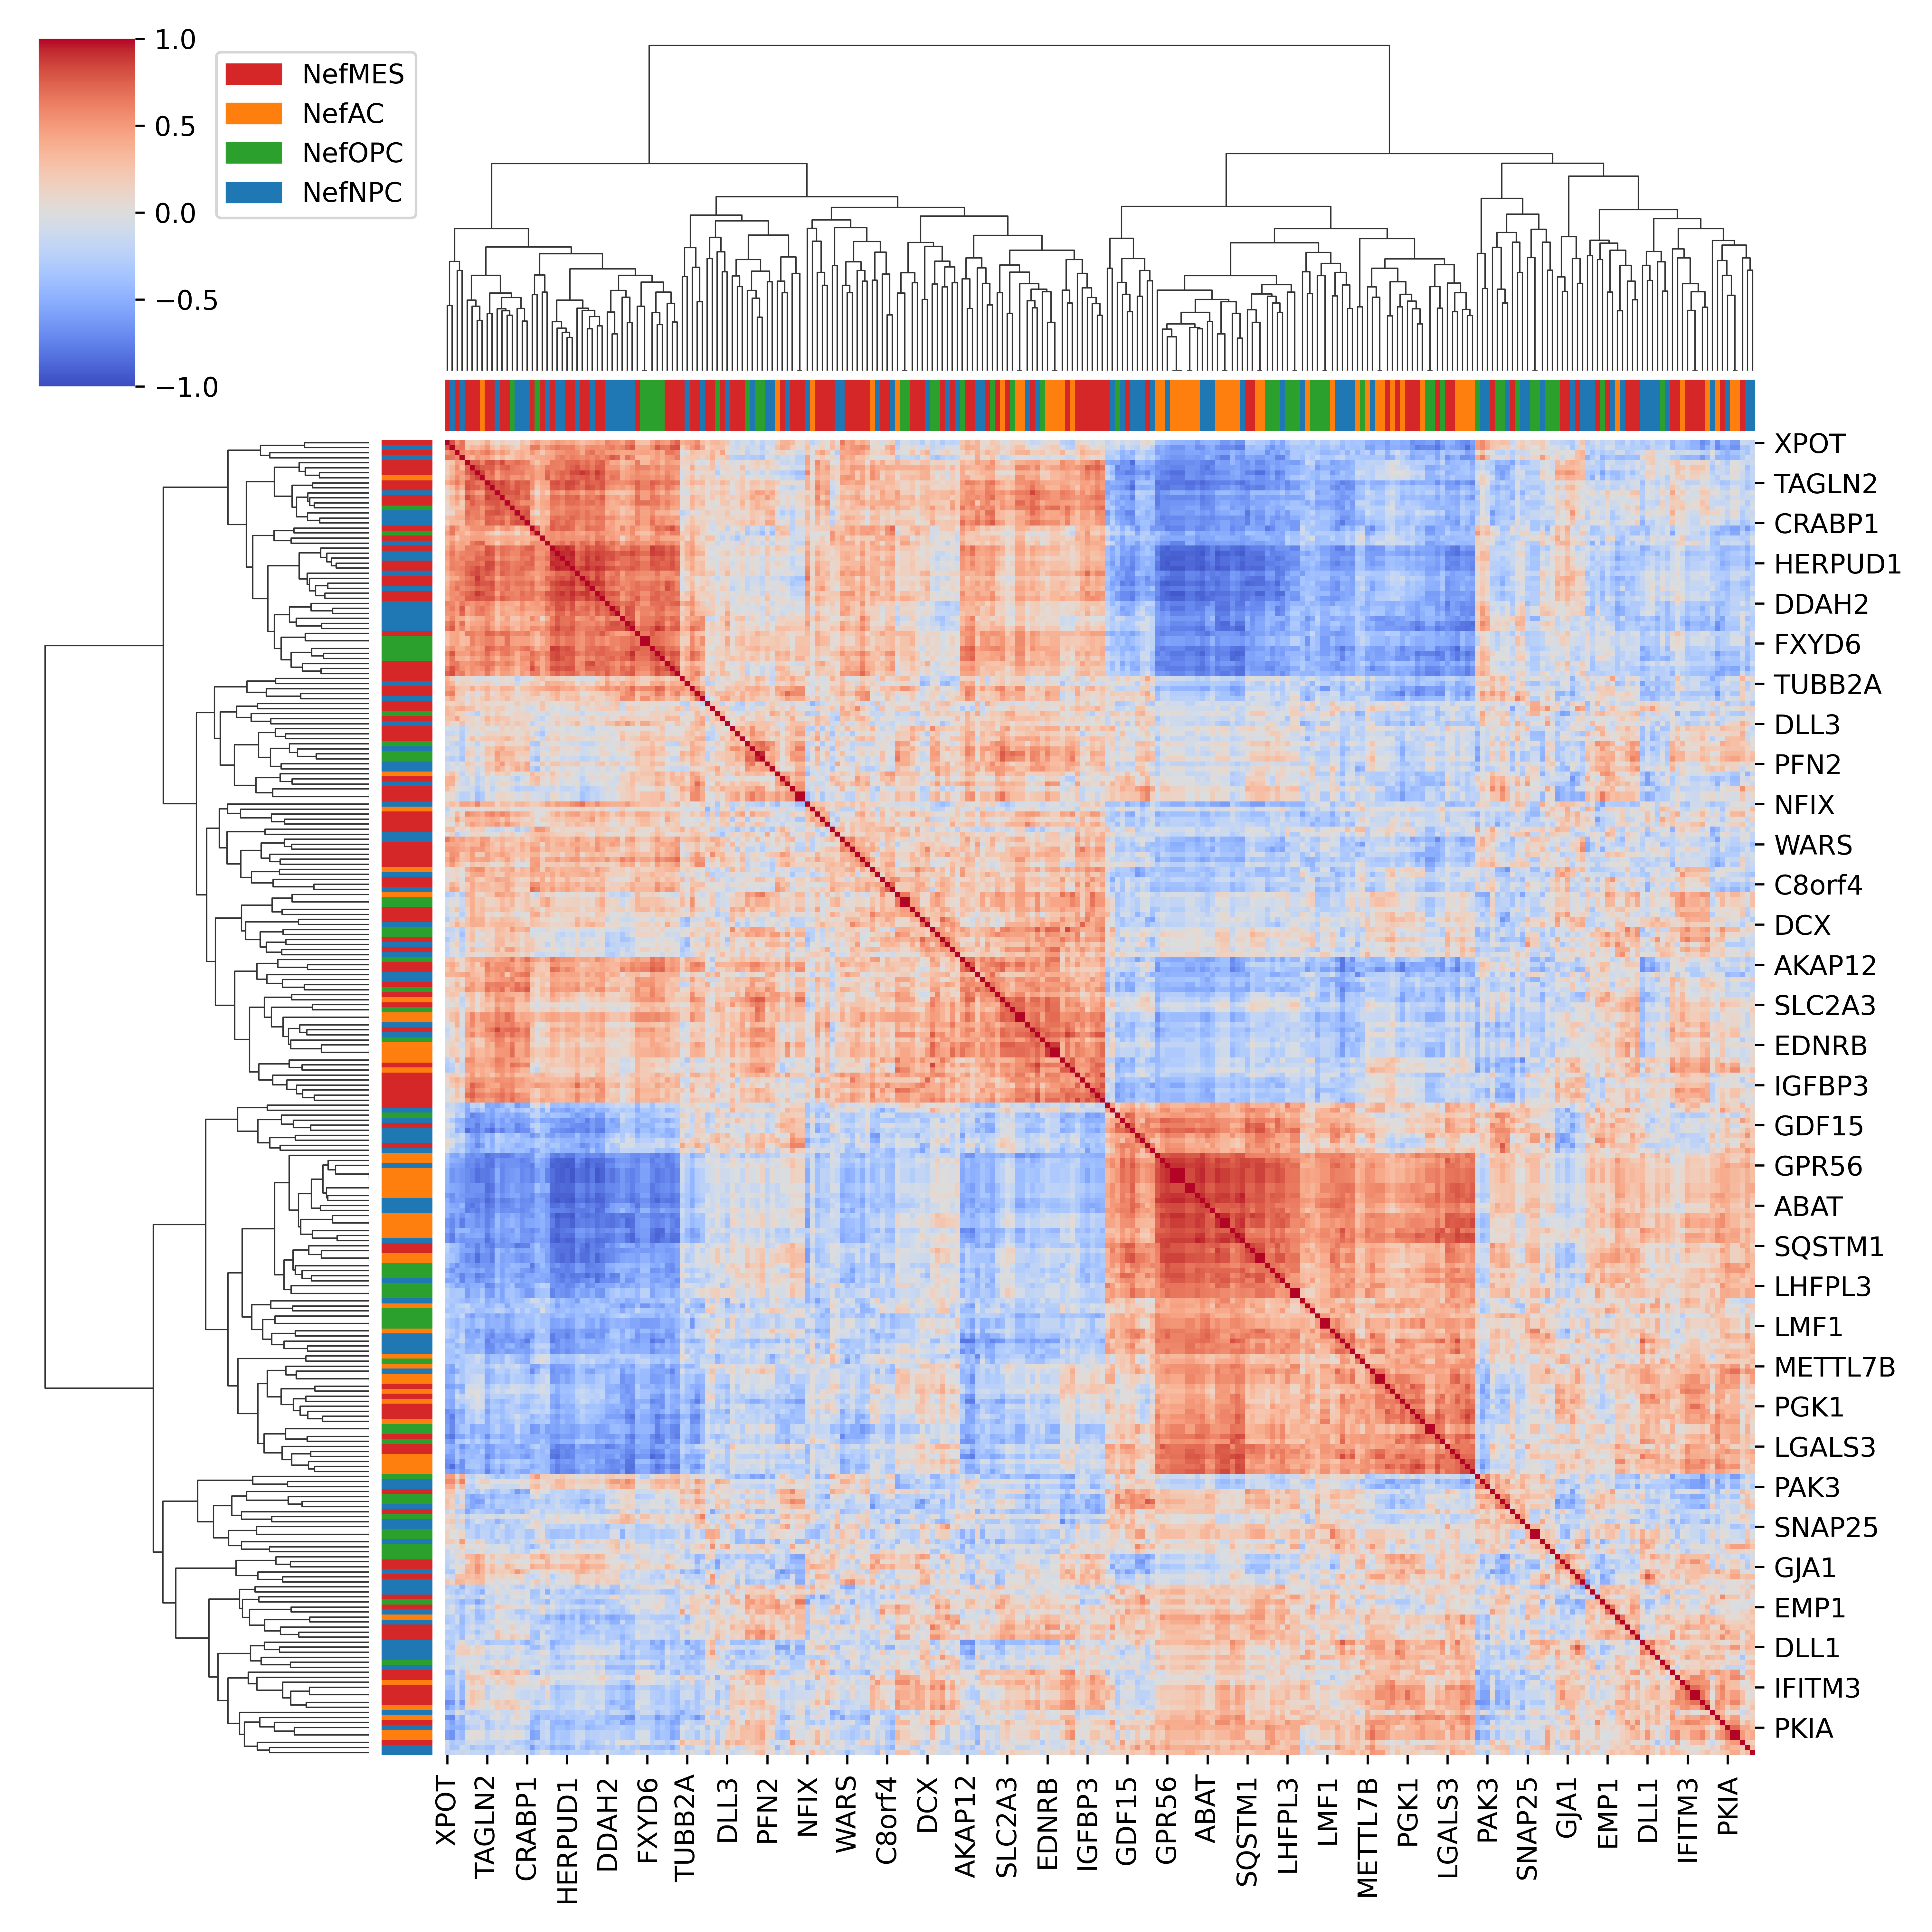 1.0
0.5
0.0
−0.5
−1.0
NefMES
NefAC
NefOPC
NefNPC
XPOT
TAGLN2
CRABP1
HERPUD1
DDAH2
FXYD6
TUBB2A
DLL3
PFN2
NFIX
WARS
C8orf4
DCX
AKAP12
SLC2A3
EDNRB
IGFBP3
GDF15
GPR56
ABAT
SQSTM1
LHFPL3
LMF1
METTL7B
PGK1
LGALS3
PAK3
SNAP25
GJA1
EMP1
DLL1
IFITM3
PKIA
XPOT
TAGLN2
CRABP1
HERPUD1
DDAH2
FXYD6
TUBB2A
DLL3
PFN2
NFIX
WARS
C8orf4
DCX
AKAP12
SLC2A3
EDNRB
IGFBP3
GDF15
GPR56
ABAT
SQSTM1
LHFPL3
LMF1
METTL7B
PGK1
LGALS3
PAK3
SNAP25
GJA1
EMP1
DLL1
IFITM3
PKIA